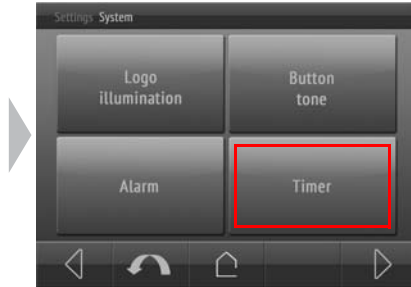 Settings System
Logo
illumination
Button
tone
Alarm
Timer